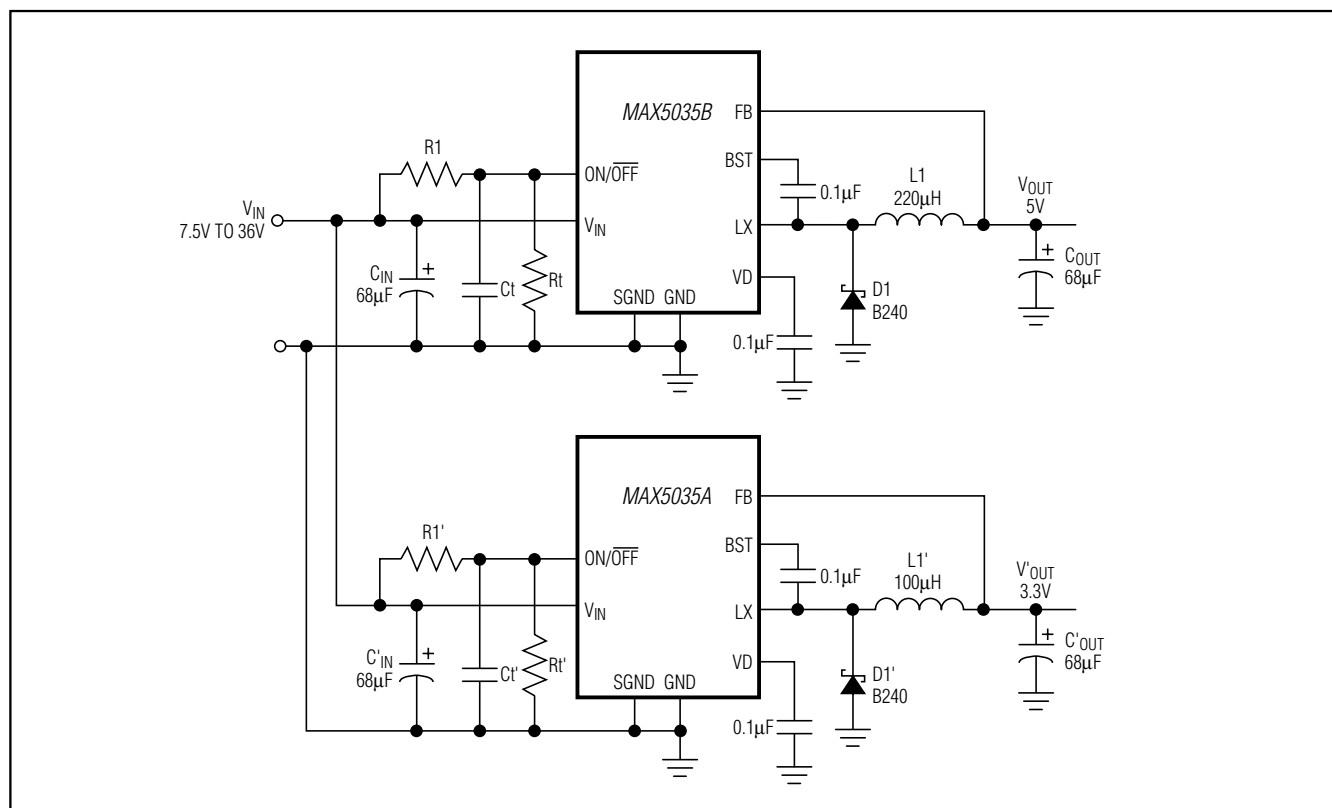 MAX5035B
FB
R1
BST
ON/OFF
0.1µF
L1
220µH
VOUT
5V
VIN
7.5V TO 36V
VIN
LX
CIN
68µF
+
Ct
Rt
VD
SGND
GND
D1
B240
+
COUT
68µF
0.1µF
MAX5035A
FB
R1'
BST
ON/OFF
0.1µF
L1'
100µH
V'OUT
3.3V
VIN
LX
C'IN
68µF
+
Ct'
Rt'
VD
SGND
GND
D1'
B240
+
C'OUT
68µF
0.1µF